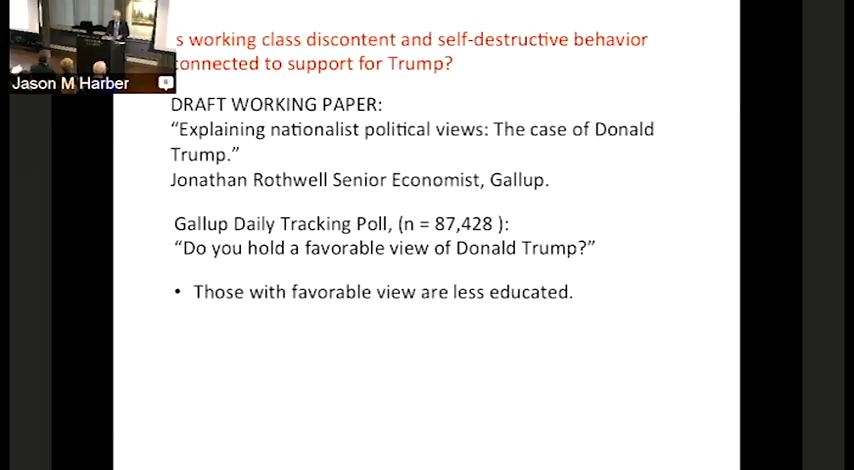 s working class discontent and self-destructive behavior
connected to support for Trump?
Jason M Harber
DRAFT WORKING PAPER:
“Explaining nationalist political views: The case of Donald
Trump.”
Jonathan Rothwell Senior Economist, Gallup.
Gallup Daily Tracking Poll, (n = 87,428 ):
“Do you hold a favorable view of Donald Trump?”
• Those with favorable view are less educated.